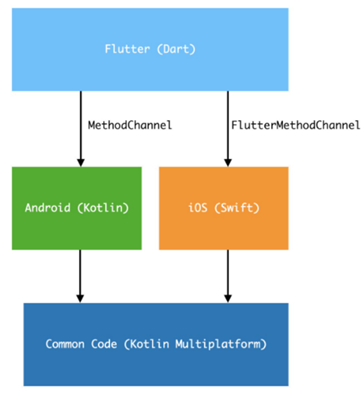 Flutter (Dart)
MethodChannel
FlutterMethodChannel
Android (Kotlin)
iOS (Swift)
Common Code (Kotlin Multiplatform)